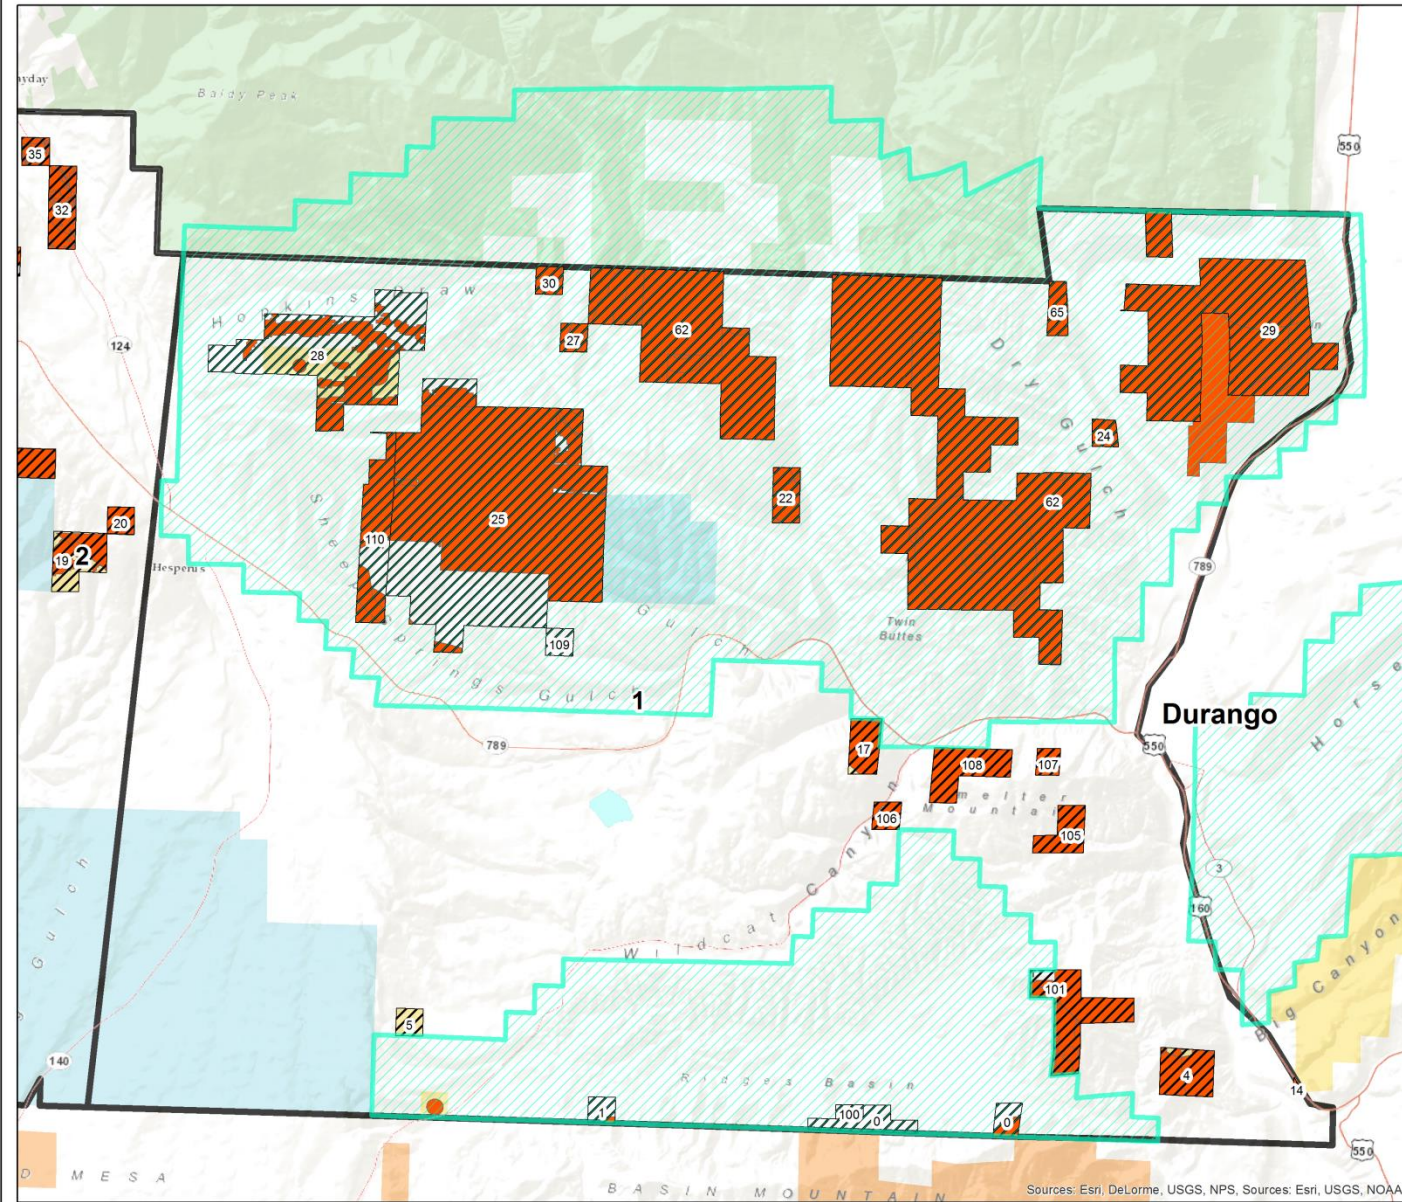 ayday
Baldy Peak
550
35
32
30
Hopkins Draw
65
62
27
29
124
28
Dry Gulch
24
22
62
25
20
110
19
2
Hesperus
789
Sheep Springs Gulch
Gulch
109
Twin
Buttes
1
Durango
Horse
789
17
550
108
107
Smelter
Mountain
106
105
3
Gulch
Wildcat Canyon
160
Big Canyon
101
5
140
4
Ridges Basin
14
1
100
0
0
550
D MESA
BASIN MOUNTAIN
Sources: Esri, DeLorme, USGS, NPS, Sources: Esri, USGS, NOAA